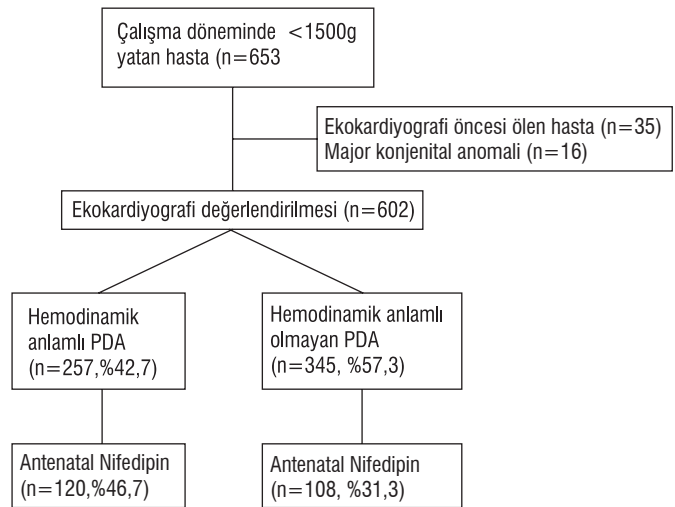 Çalışma döneminde <1500g
yatan hasta (n=653
Ekokardiyografi öncesi ölen hasta (n=35)
Major konjenital anomali (n=16)
Ekokardiyografi değerlendirilmesi (n=602)
Hemodinamik
anlamlı PDA
(n=257,%42,7)
Hemodinamik anlamlı
olmayan PDA
(n=345, %57,3)
Antenatal Nifedipin
(n=120,%46,7)
Antenatal Nifedipin
(n=108, %31,3)